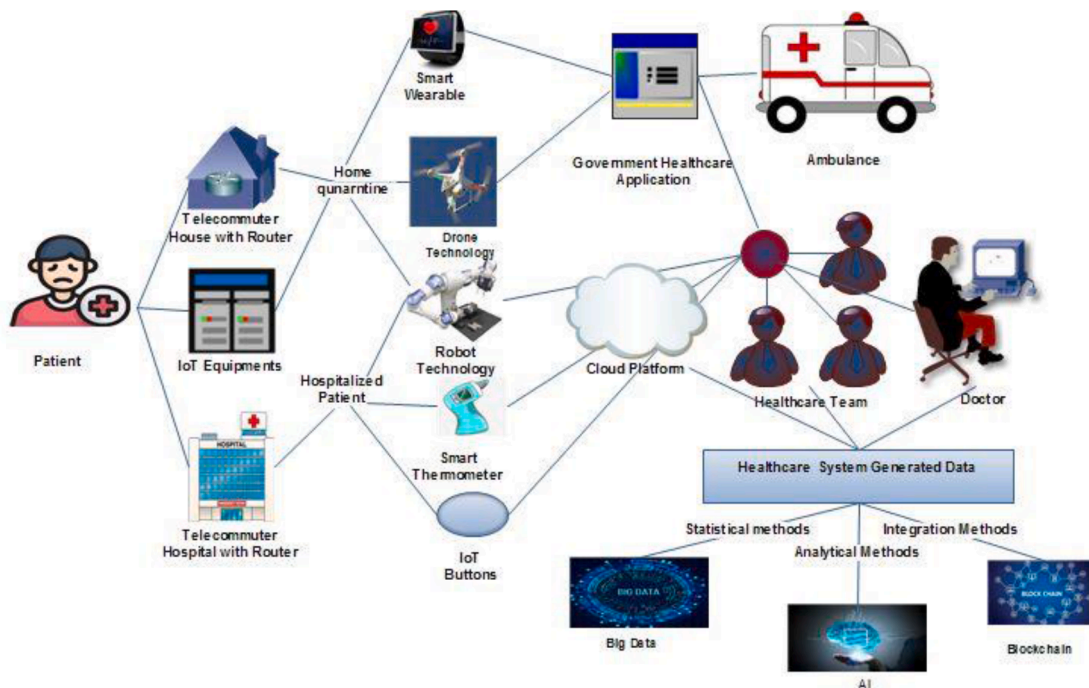 Smart
Wearable
Government Healthcare
Application
Ambulance
Home
qunarntine
Telecommuter
House with Router
Drone
Technology
Patient
IoT Equipments
Robot
Technology
Hospitalized
Patient
Cloud Platform
Healthcare Team
Doctor
HOSPITAL
Smart
Thermometer
Telecommuter
Hospital with Router
IoT
Buttons
Healthcare System Generated Data
Statistical methods
Integration Methods
Analytical Methods
BIG DATA
BLOCK CHAIN
Big Data
AI
Blockchain